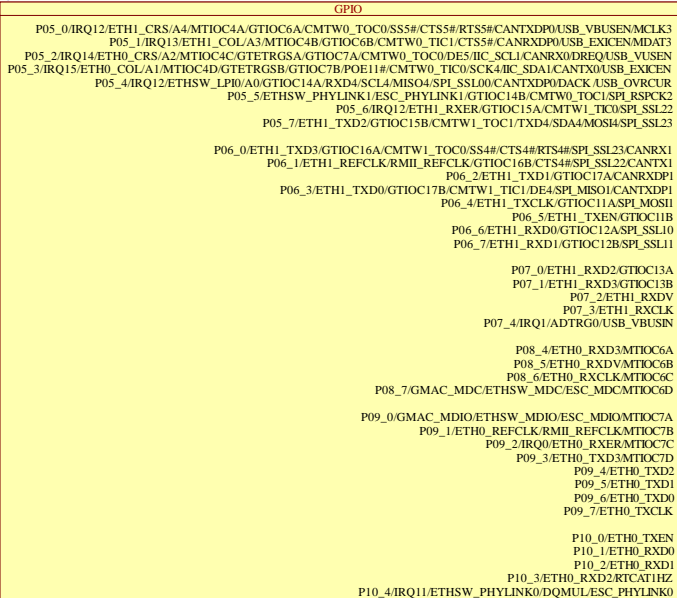 GPIO
P05_0/IRQ12/ETH1_CRS/A4/MTIOC4A/GTIOC6A/CMTW0_TOC0/SS5#/CTS5#/RTS5#/CANTXDP0/USB_VBUSEN/MCLK3
P05_1/IRQ13/ETH1_COL/A3/MTIOC4B/GTIOC6B/CMTW0_TIC1/CTS5#/CANRXDP0/USB_EXICEN/MDAT3
P05_2/IRQ14/ETH0_CRS/A2/MTIOC4C/GTETRGSA/GTIOC7A/CMTW0_TOC0/DE5/IIC_SCL1/CANRX0/DREQ/USB_VUSEN
P05_3/IRQ15/ETH0_COL/A1/MTIOC4D/GTETRGSB/GTIOC7B/POE11#/CMTW0_TIC0/SCK4/IIC_SDA1/CANTX0/USB_EXICEN
P05_4/IRQ12/ETHSW_LPI0/A0/GTIOC14A/RXD4/SCL4/MISO4/SPI_SSL00/CANTXDP0/DACK /USB_OVRCUR
P05_5/ETHSW_PHYLINK1/ESC_PHYLINK1/GTIOC14B/CMTW0_TOC1/SPI_RSPCK2
P05_6/IRQ12/ETH1_RXER/GTIOC15A/CMTW1_TIC0/SPI_SSL22
P05_7/ETH1_TXD2/GTIOC15B/CMTW1_TOC1/TXD4/SDA4/MOSI4/SPI_SSL23
P06_0/ETH1_TXD3/GTIOC16A/CMTW1_TOC0/SS4#/CTS4#/RTS4#/SPI_SSL23/CANRX1
P06_1/ETH1_REFCLK/RMII_REFCLK/GTIOC16B/CTS4#/SPI_SSL22/CANTX1
P06_2/ETH1_TXD1/GTIOC17A/CANRXDP1
P06_3/ETH1_TXD0/GTIOC17B/CMTW1_TIC1/DE4/SPI_MISO1/CANTXDP1
P06_4/ETH1_TXCLK/GTIOC11A/SPI_MOSI1
P06_5/ETH1_TXEN/GTIOC11B
P06_6/ETH1_RXD0/GTIOC12A/SPI_SSL10
P06_7/ETH1_RXD1/GTIOC12B/SPI_SSL11
P07_0/ETH1_RXD2/GTIOC13A
P07_1/ETH1_RXD3/GTIOC13B
P07_2/ETH1_RXDV
P07_3/ETH1_RXCLK
P07_4/IRQ1/ADTRG0/USB_VBUSIN
P08_4/ETH0_RXD3/MTIOC6A
P08_5/ETH0_RXDV/MTIOC6B
P08_6/ETH0_RXCLK/MTIOC6C
P08_7/GMAC_MDC/ETHSW_MDC/ESC_MDC/MTIOC6D
P09_0/GMAC_MDIO/ETHSW_MDIO/ESC_MDIO/MTIOC7A
P09_1/ETH0_REFCLK/RMII_REFCLK/MTIOC7B
P09_2/IRQ0/ETH0_RXER/MTIOC7C
P09_3/ETH0_TXD3/MTIOC7D
P09_4/ETH0_TXD2
P09_5/ETH0_TXD1
P09_6/ETH0_TXD0
P09_7/ETH0_TXCLK
P10_0/ETH0_TXEN
P10_1/ETH0_RXD0
P10_2/ETH0_RXD1
P10_3/ETH0_RXD2/RTCAT1HZ
P10_4/IRQ11/ETHSW_PHYLINK0/DQMUL/ESC_PHYLINK0